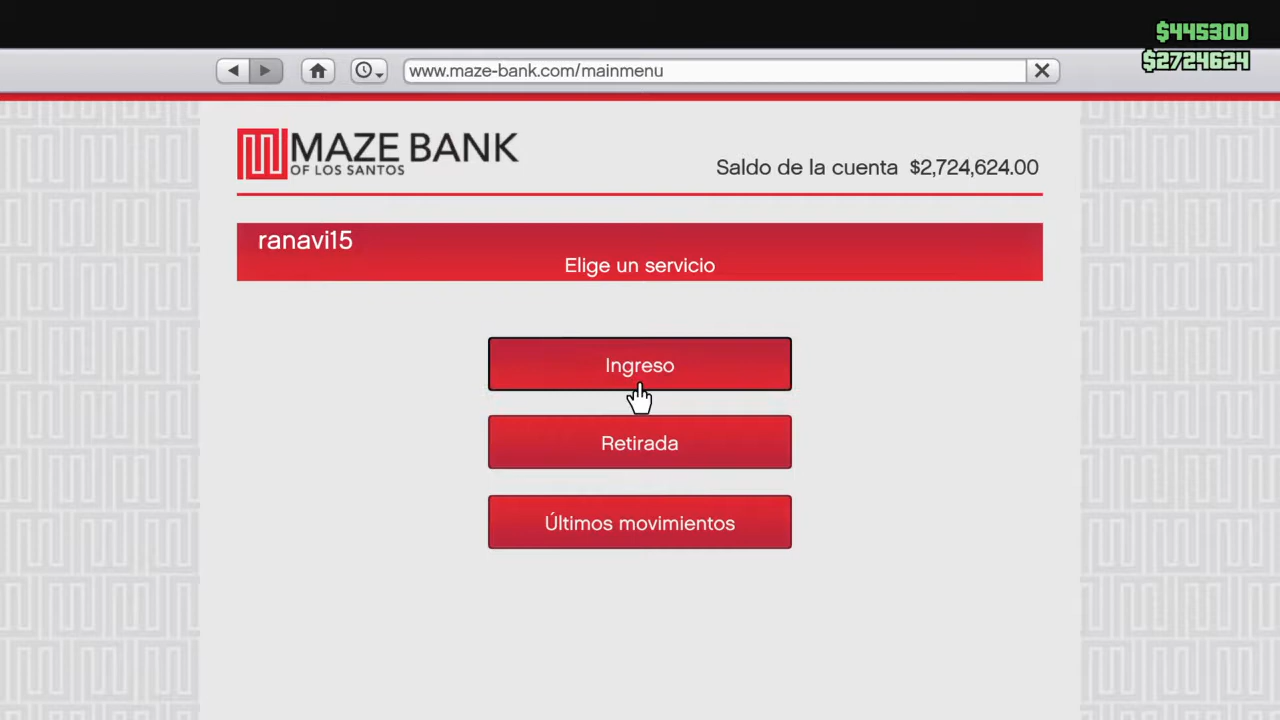 $445300
$2724624
www.maze-bank.com/mainmenu
MAZE BANK
OF LOS SANTOS
Saldo de la cuenta $2,724,624.00
ranavi15
Elige un servicio
Ingreso
Retirada
Últimos movimientos